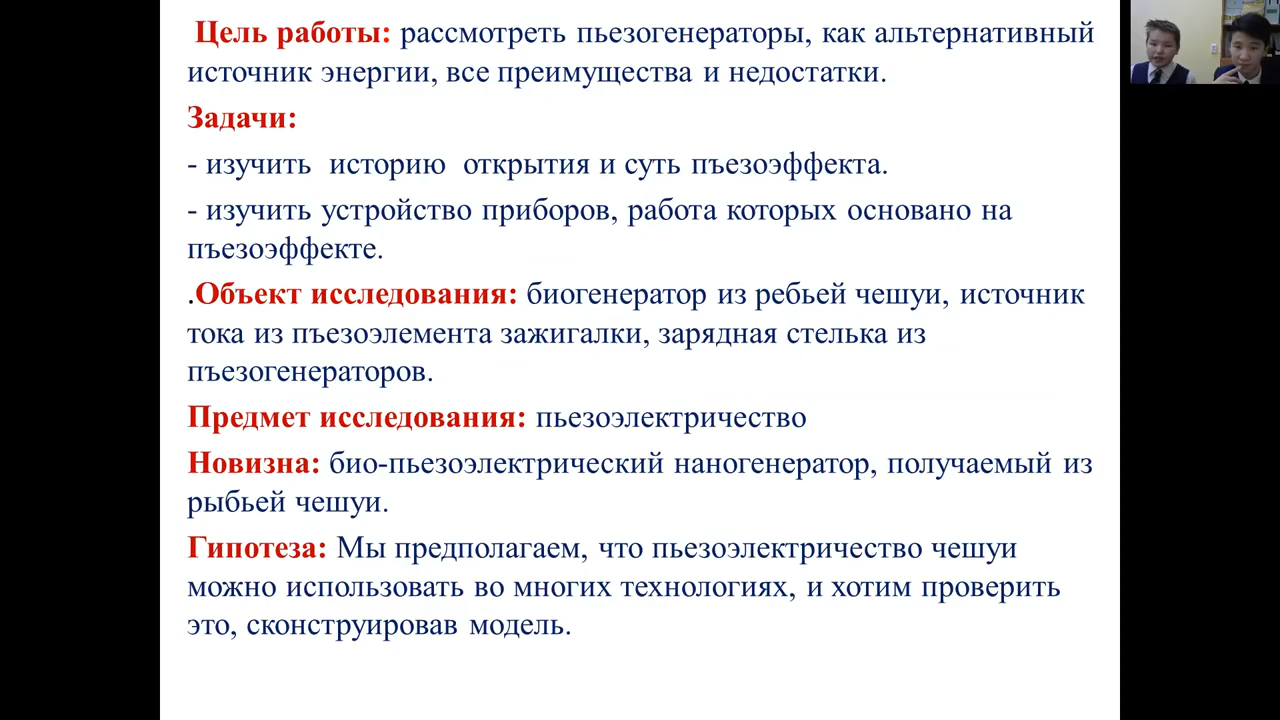 Цель работы: рассмотреть пьезогенераторы, как альтернативный
источник энергии, все преимущества и недостатки.
Задачи:
- изучить историю открытия и суть пъезоэффекта.
- изучить устройство приборов, работа которых основано на
пъезоэффекте.
.Объект исследования: биогенератор из ребьей чешуи, источник
тока из пъезоэлемента зажигалки, зарядная стелька из
пъезогенераторов.
Предмет исследования: пьезоэлектричество
Новизна: био-пьезоэлектрический наногенератор, получаемый из
рыбьей чешуи.
Гипотеза: Мы предполагаем, что пьезоэлектричество чешуи
можно использовать во многих технологиях, и хотим проверить
это, сконструировав модель.